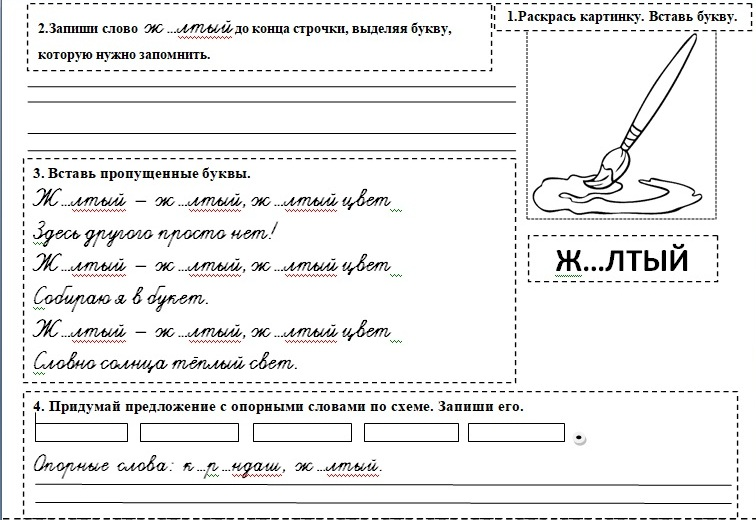 1.Раскрась картинку. Вставь букву.
Ж...ЛТЫЙ
2.Запиши слово ж ...лтый до конца строчки, выделяя букву,
которую нужно запомнить.
3. Вставь пропущенные буквы.
Ж ...лтый – ж ...лтый, ж ...лтый цвет
Здесь другого просто нет!
Ж ...лтый – ж ...лтый, ж ...лтый цвет
Собираю я в букет.
Ж ...лтый – ж ...лтый, ж ...лтый цвет
Словно солнца тёплый свет.
4. Придумай предложение с опорными словами по схеме. Запиши его.
Опорные слова: к ...р ...ндаш, ж ...лтый.